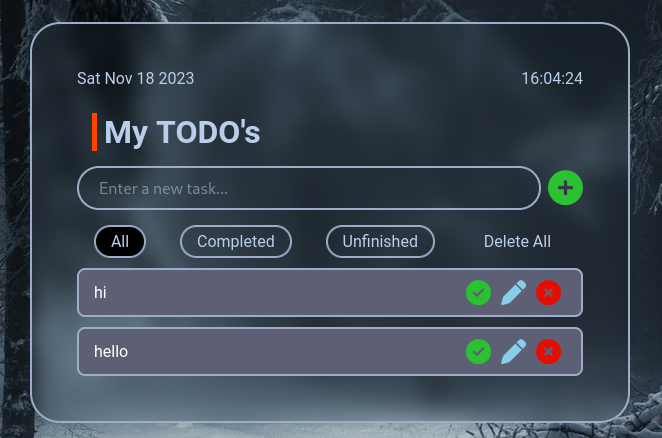 Sat Nov 18 2023 16:04:24
My TODO's
Enter a new task...
All Completed Unfinished Delete All
hi
hello